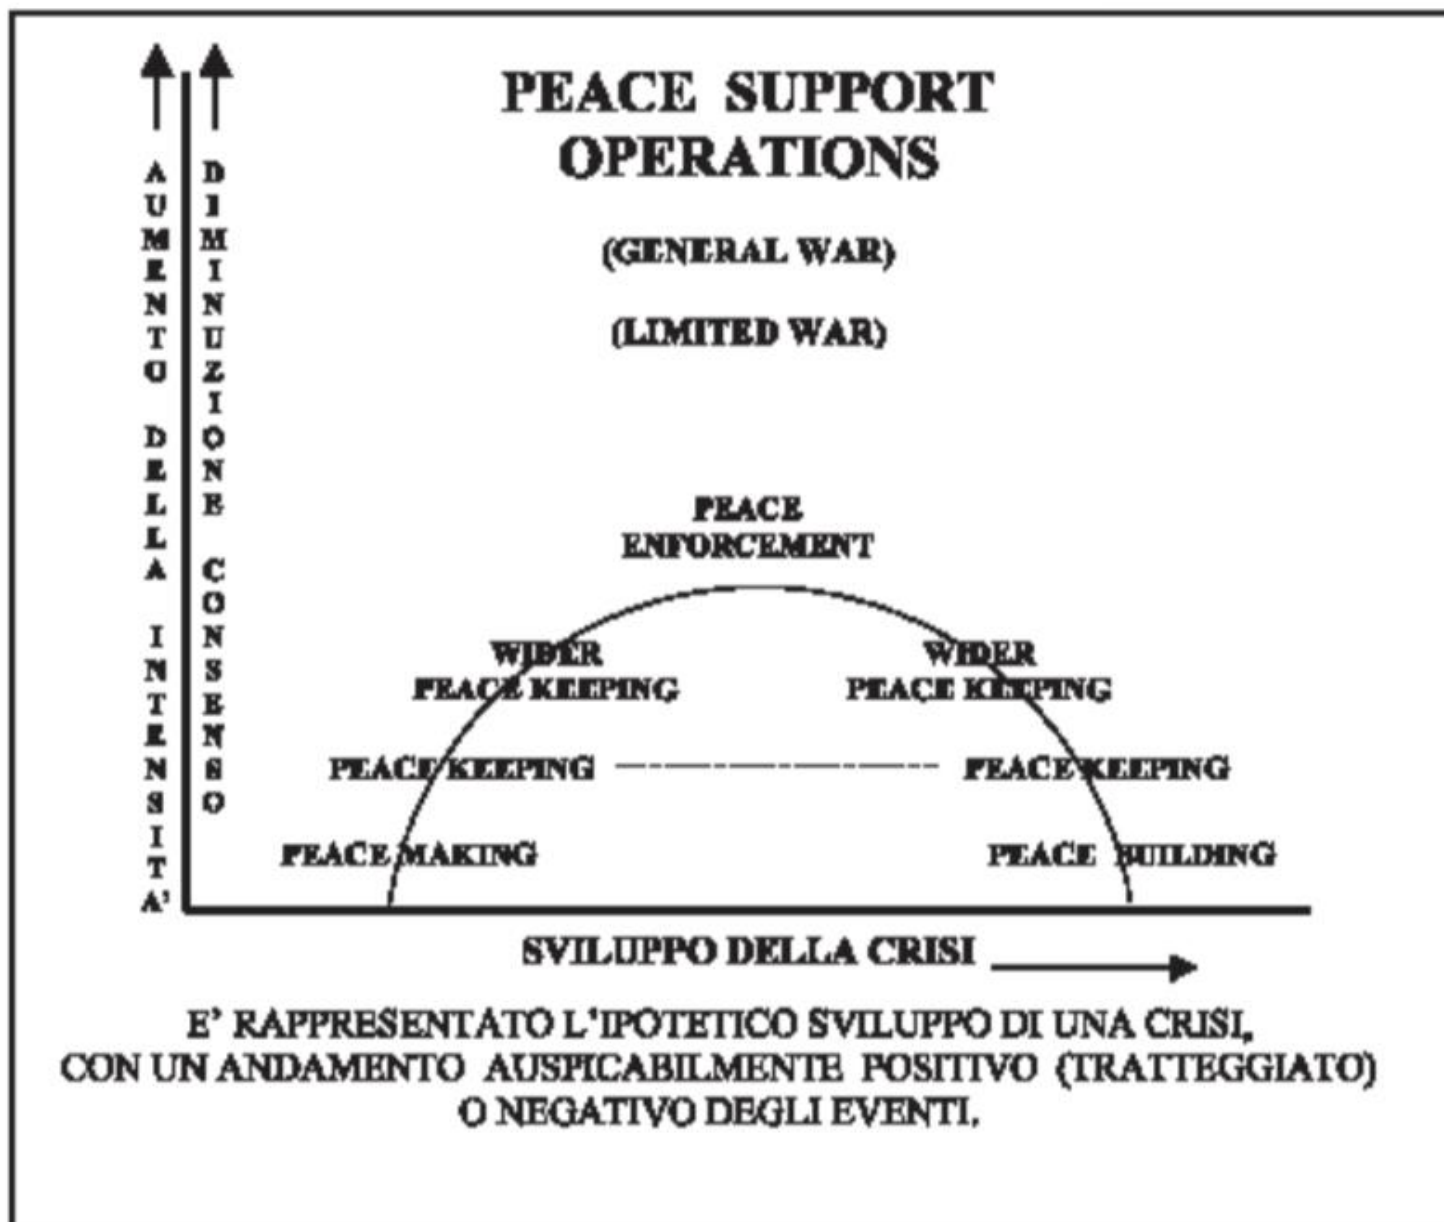 PEACE SUPPORT
OPERATIONS
(GENERAL WAR)
(LIMITED WAR)
AUMENTO DELLA INTENSITA'
DIMINUZIONE CONSENSO
PEACE
ENFORCEMENT
WIDER
PEACE KEEPING
WIDER
PEACE KEEPING
PEACE KEEPING
PEACE KEEPING
PEACE MAKING
PEACE BUILDING
SVILUPPO DELLA CRISI
E' RAPPRESENTATO L'IPOTETICO SVILUPPO DI UNA CRISI,
CON UN ANDAMENTO AUSPICABILMENTE POSITIVO (TRATTEGGIATO)
O NEGATIVO DEGLI EVENTI.